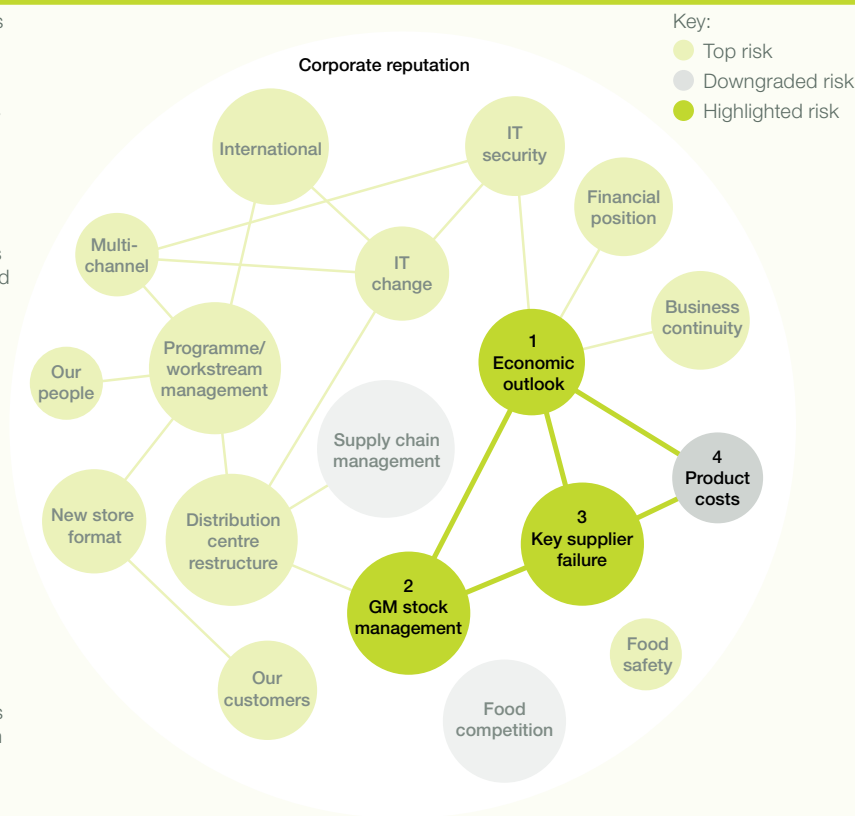 s
Key:
Top risk
Downgraded risk
Highlighted risk
Corporate reputation
International
IT
security
Financial
position
Multi-
channel
s
d
IT
change
Business
continuity
Programme/
workstream
management
1
Economic
outlook
Our
people
Supply chain
management
4
Product
costs
New store
format
Distribution
centre
restructure
3
Key supplier
failure
2
GM stock
management
Food
safety
Our
customers
Food
competition
s